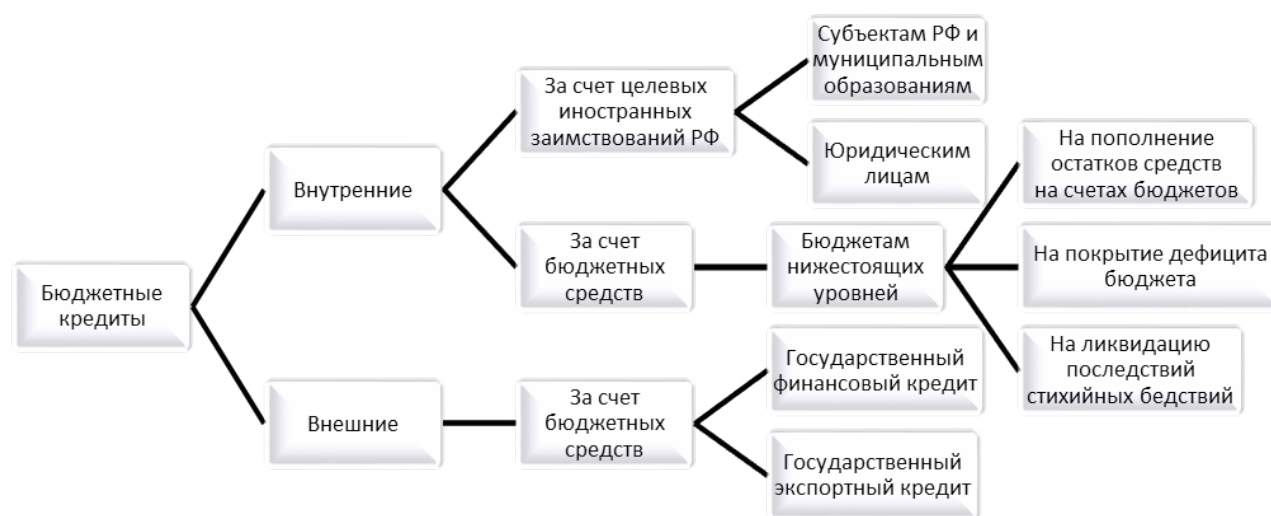 Бюджетные
кредиты
Внутренние
Внешние
За счет целевых
иностранных
заимствований РФ
За счет
бюджетных
средств
За счет
бюджетных
средств
Субъектам РФ и
муниципальным
образованиям
Юридическим
лицам
Бюджетам
нижестоящих
уровней
Государственный
финансовый кредит
Государственный
экспортный кредит
На пополнение
остатков средств
на счетах бюджетов
На покрытие дефицита
бюджета
На ликвидацию
последствий
стихийных бедствий